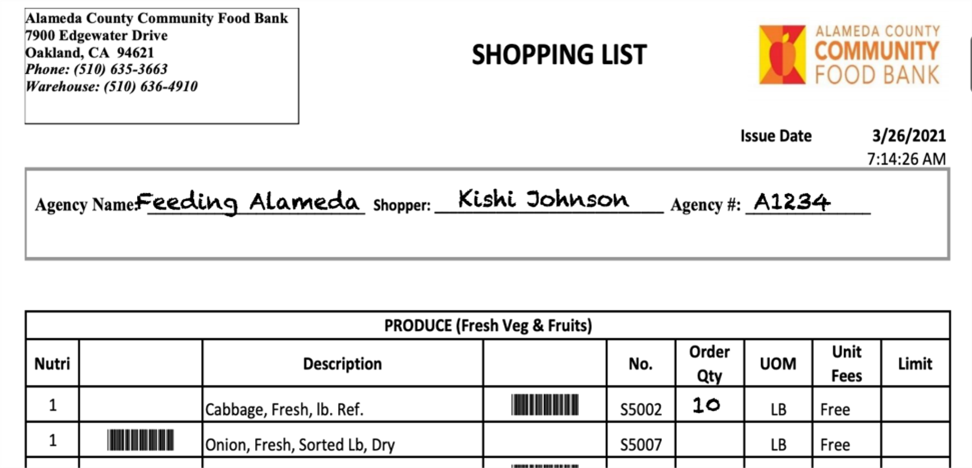 Alameda County Community Food Bank
7900 Edgewater Drive
Oakland, CA 94621
Phone: (510) 635-3663
Warehouse: (510) 636-4910
SHOPPING LIST
ALAMEDA COUNTY
COMMUNITY
FOOD BANK
Issue Date 3/26/2021
7:14:26 AM
Agency Name: Feeding Alameda Shopper: Kishi Johnson Agency #: A1234
PRODUCE (Fresh Veg & Fruits)
Nutri Description No. Order Qty UOM Unit Fees Limit
1 Cabbage, Fresh, lb. Ref. S5002 10 LB Free
1 Onion, Fresh, Sorted Lb, Dry S5007 LB Free